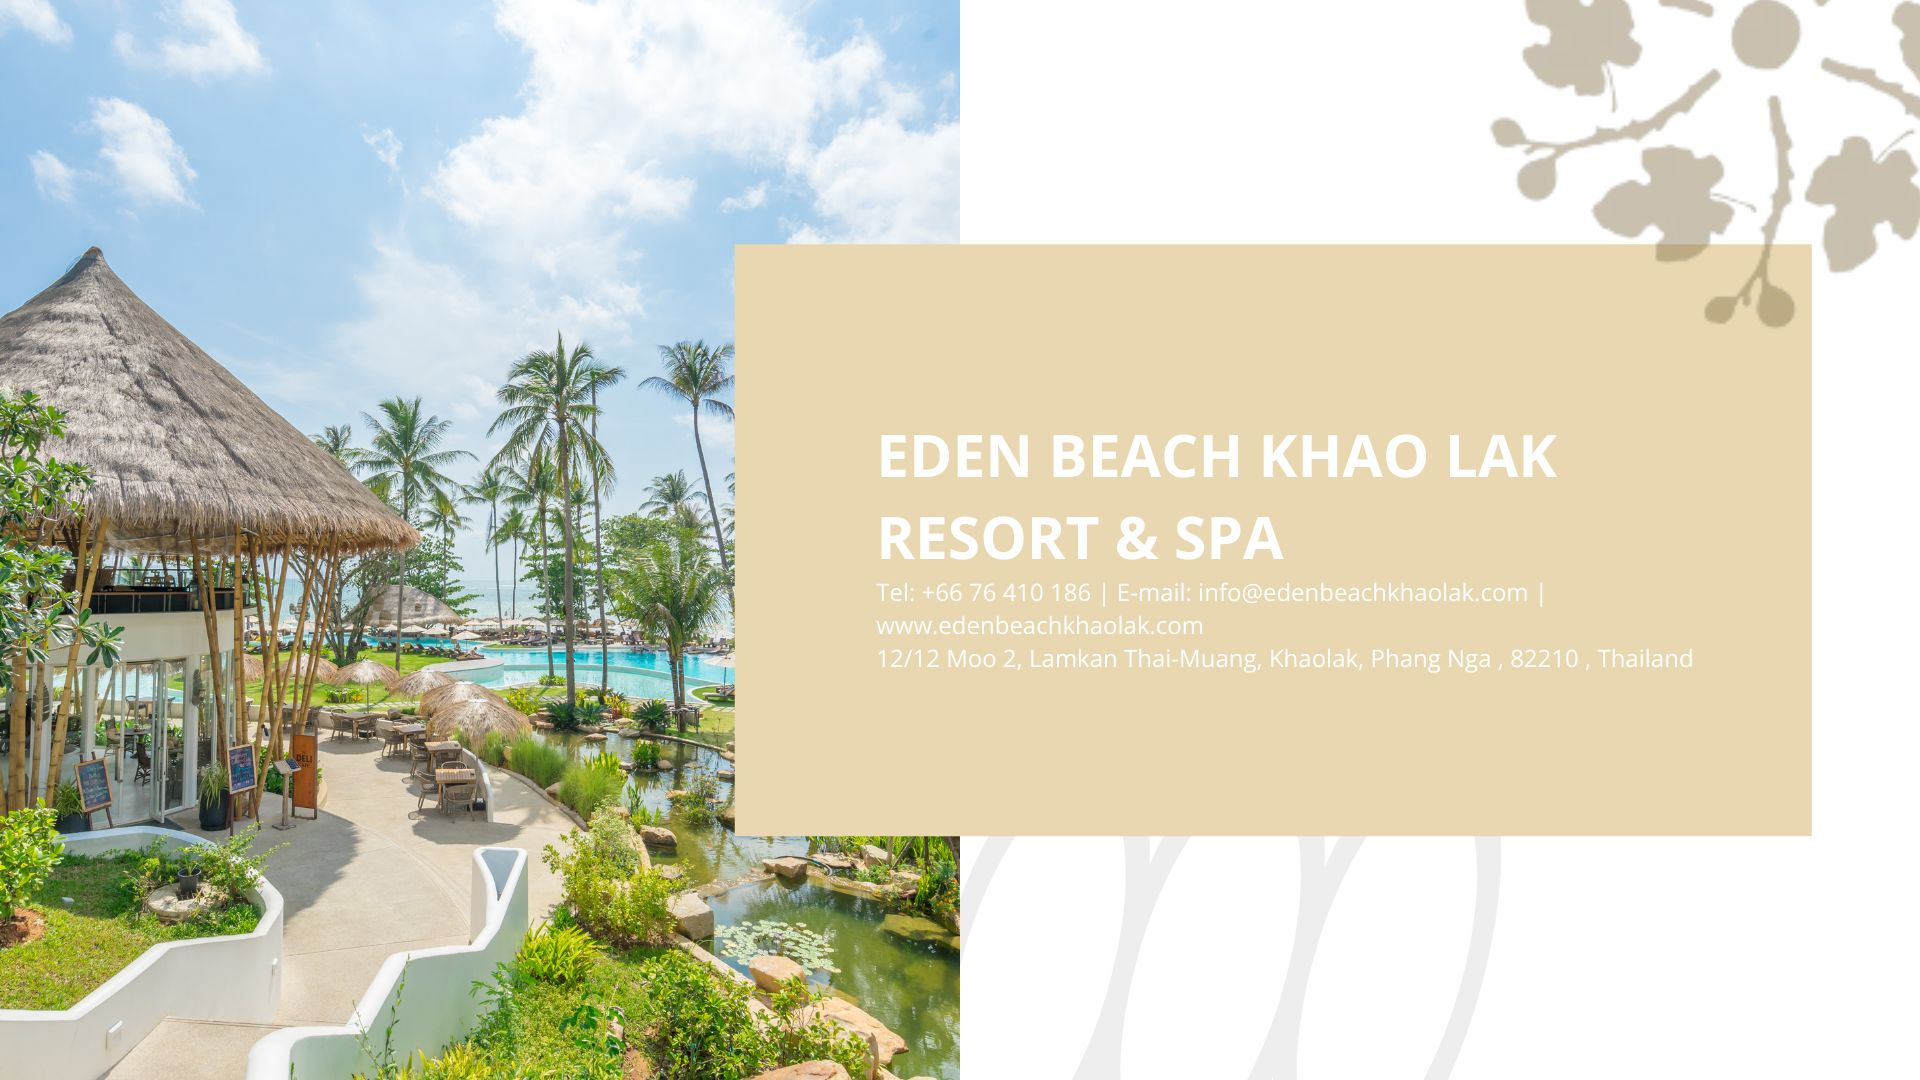 EDEN BEACH KHAO LAK
RESORT & SPA
Tel: +66 76 410 186 | E-mail: info@edenbeachkhaolak.com |
www.edenbeachkhaolak.com
12/12 Moo 2, Lamkan Thai-Muang, Khaolak, Phang Nga , 82210 , Thailand
DELI